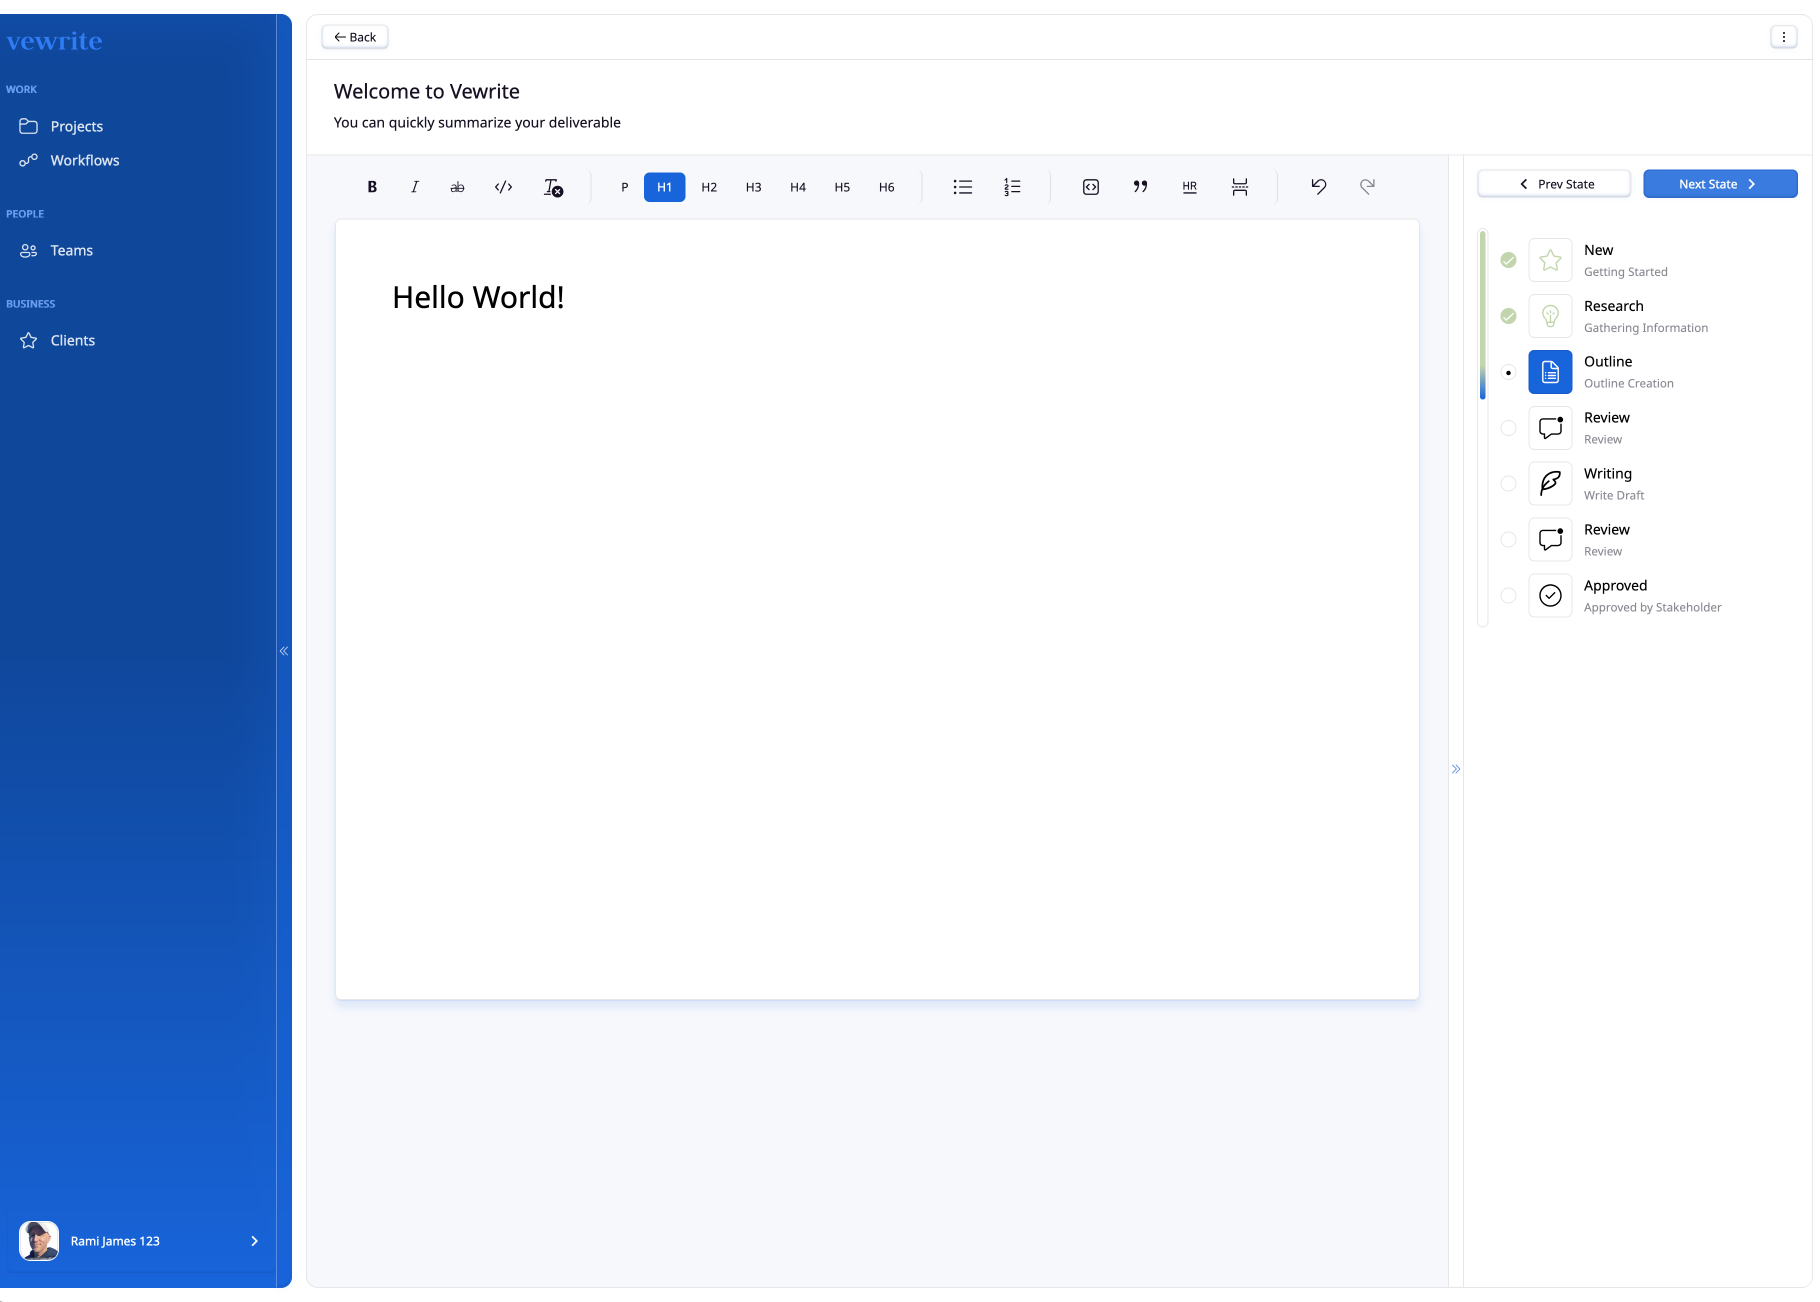 vewrite
WORK
Projects
Workflows
PEOPLE
Teams
BUSINESS
Clients
Rami James 123
Back
Welcome to Vewrite
You can quickly summarize your deliverable
B I ab </> T P H1 H2 H3 H4 H5 H6 HR
Hello World!
Prev State
Next State
New
Getting Started
Research
Gathering Information
Outline
Outline Creation
Review
Review
Writing
Write Draft
Review
Review
Approved
Approved by Stakeholder